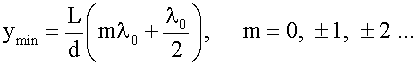 y_min = L/d (mλ₀ + λ₀/2), m = 0, ±1, ±2 ...